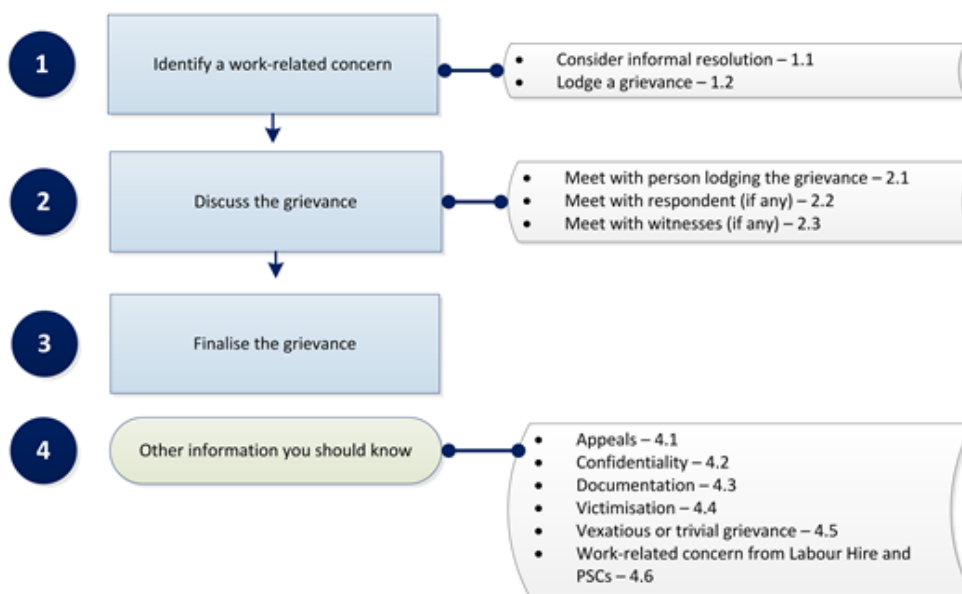 1
Identify a work-related concern
• Consider informal resolution – 1.1
• Lodge a grievance – 1.2
2
Discuss the grievance
• Meet with person lodging the grievance – 2.1
• Meet with respondent (if any) – 2.2
• Meet with witnesses (if any) – 2.3
3
Finalise the grievance
4
Other information you should know
• Appeals – 4.1
• Confidentiality – 4.2
• Documentation – 4.3
• Victimisation – 4.4
• Vexatious or trivial grievance – 4.5
• Work-related concern from Labour Hire and
PSCs – 4.6